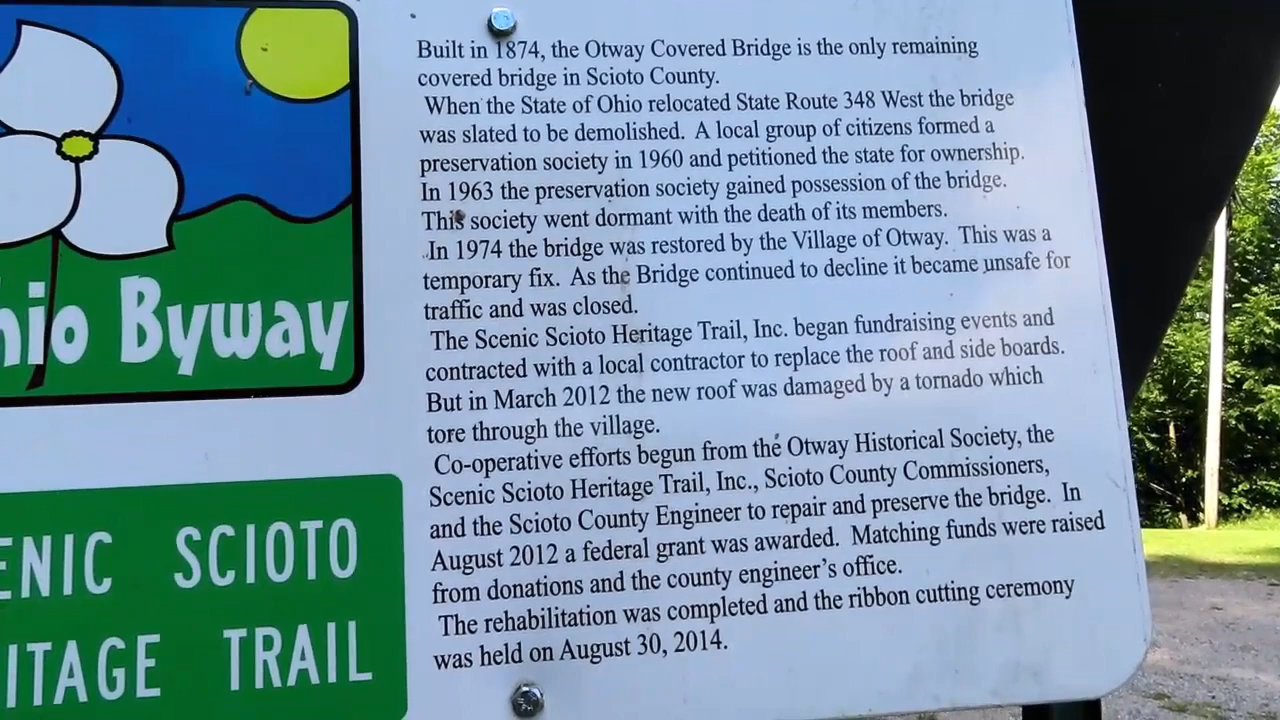 Built in 1874, the Otway Covered Bridge is the only remaining
covered bridge in Scioto County.
When the State of Ohio relocated State Route 348 West the bridge
was slated to be demolished. A local group of citizens formed a
preservation society in 1960 and petitioned the state for ownership.
In 1963 the preservation society gained possession of the bridge.
This society went dormant with the death of its members.
In 1974 the bridge was restored by the Village of Otway. This was a
temporary fix. As the Bridge continued to decline it became unsafe for
traffic and was closed.
The Scenic Scioto Heritage Trail, Inc. began fundraising events and
contracted with a local contractor to replace the roof and side boards.
But in March 2012 the new roof was damaged by a tornado which
tore through the village.
Co-operative efforts begun from the Otway Historical Society, the
Scenic Scioto Heritage Trail, Inc., Scioto County Commissioners,
and the Scioto County Engineer to repair and preserve the bridge. In
August 2012 a federal grant was awarded. Matching funds were raised
from donations and the county engineer's office.
The rehabilitation was completed and the ribbon cutting ceremony
was held on August 30, 2014.
hio Byway
ENIC SCIOTO
ITAGE TRAIL